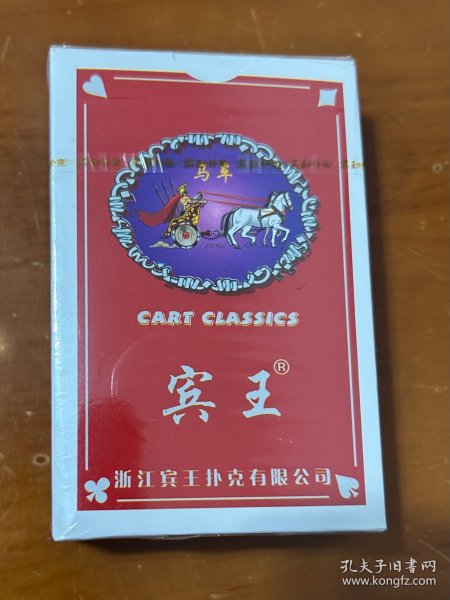 马车
CART CLASSICS
宾王®
浙江宾王扑克有限公司
孔夫子旧书网
www.kongfz.com